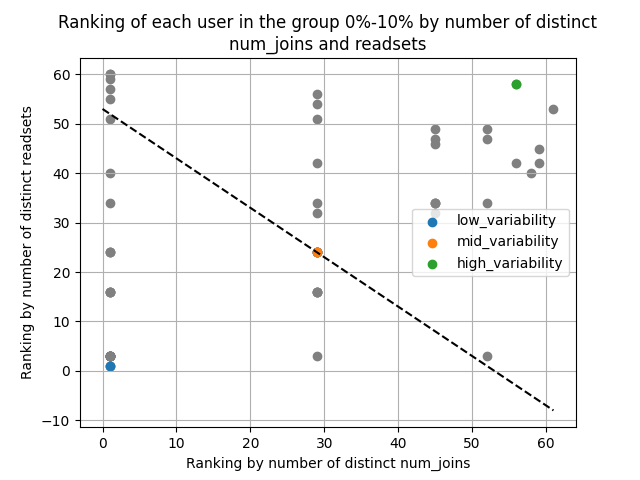 Ranking of each user in the group 0%-10% by number of distinct
num_joins and readsets
Ranking by number of distinct readsets
60
50
40
30
20
10
0
−10
low_variability
mid_variability
high_variability
0
10
20
30
40
50
60
Ranking by number of distinct num_joins